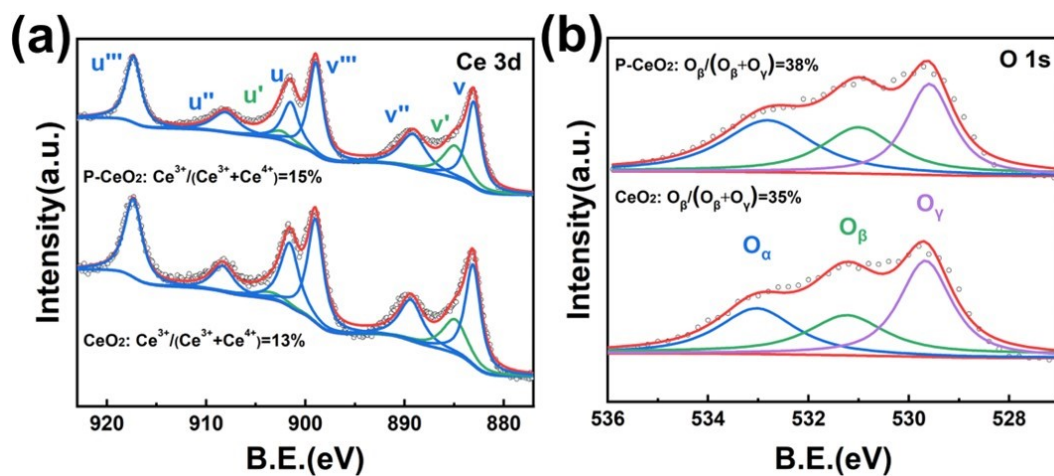 (a)
Ce 3d
u''' u'' u' u v''' v'' v' v
P-CeO₂: Ce³⁺/(Ce³⁺+Ce⁴⁺)=15%
CeO₂: Ce³⁺/(Ce³⁺+Ce⁴⁺)=13%
Intensity(a.u.)
920 910 900 890 880
B.E.(eV)
(b)
O 1s
P-CeO₂: Oᵦ/(Oᵦ+Oᵧ)=38%
CeO₂: Oᵦ/(Oᵦ+Oᵧ)=35%
Oα Oᵦ Oᵧ
Intensity(a.u.)
536 534 532 530 528
B.E.(eV)